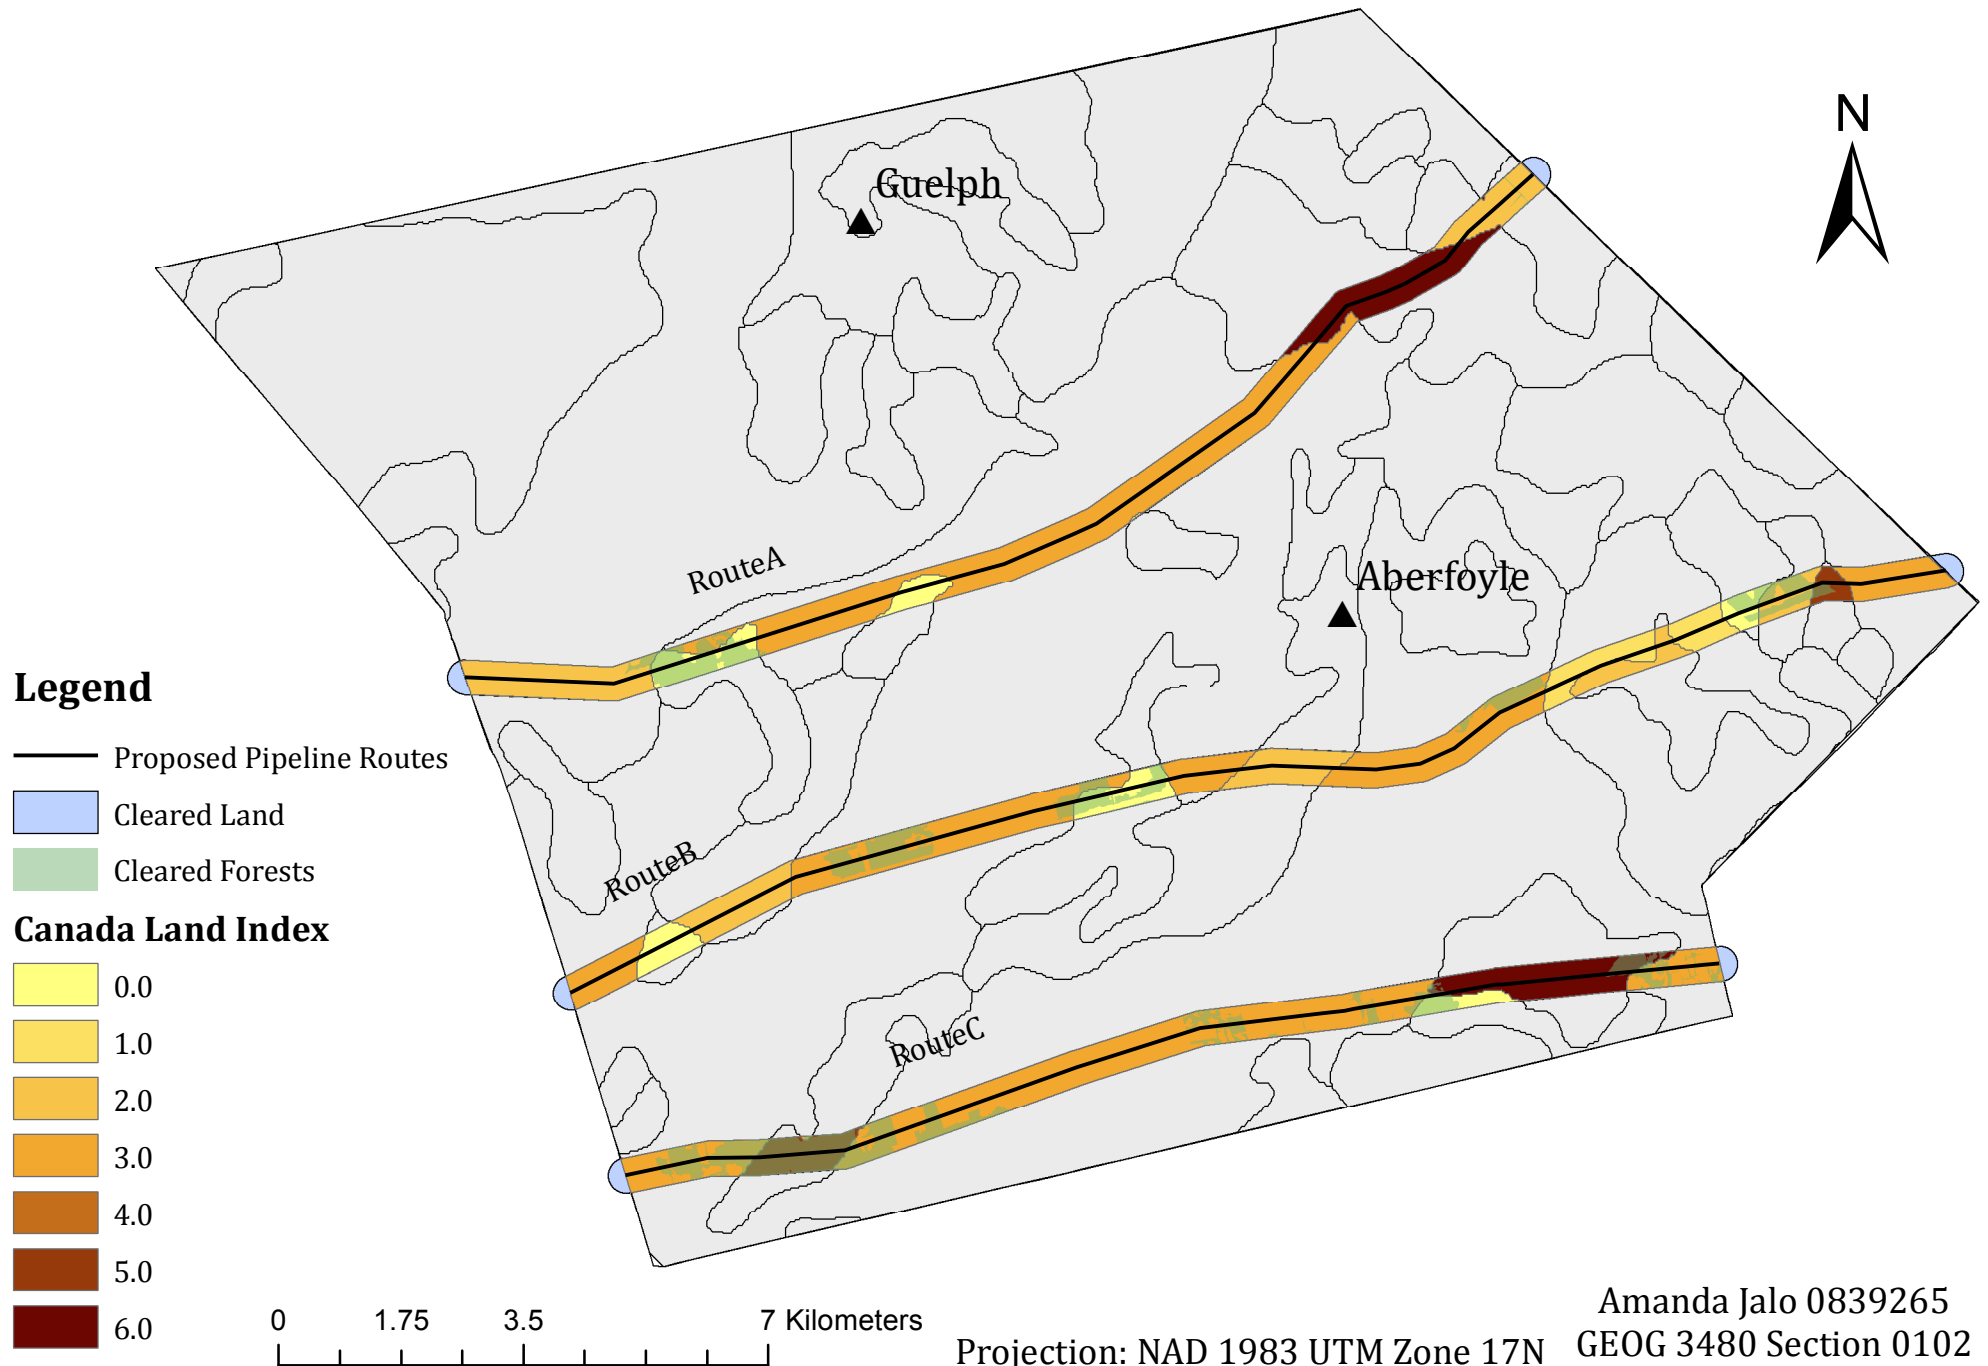 N
Guelph
RouteA
Aberfoyle
Legend
Proposed Pipeline Routes
Cleared Land
Cleared Forests
RouteB
Canada Land Index
0.0
1.0
RouteC
2.0
3.0
4.0
5.0
6.0
0 1.75 3.5 7 Kilometers
Projection: NAD 1983 UTM Zone 17N
Amanda Jalo 0839265
GEOG 3480 Section 0102